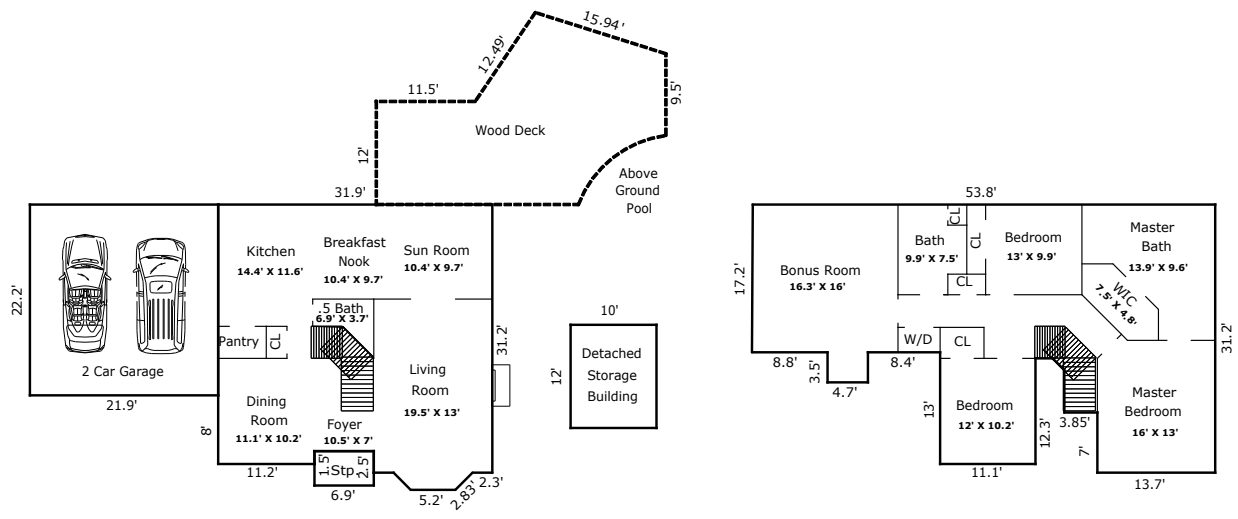 15.94'
12.49'
11.5'
9.5'
Wood Deck
12'
Above
Ground
Pool
31.9'
53.8'
Kitchen
14.4' X 11.6'
Breakfast
Nook
10.4' X 9.7'
Sun Room
10.4' X 9.7'
22.2'
.5 Bath
6.9' X 3.7'
Pantry
CL
2 Car Garage
21.9'
Living
Room
19.5' X 13'
31.2'
Dining
Room
11.1' X 10.2'
8'
Foyer
10.5' X 7'
1.5'
Stp
2.5'
11.2'
6.9'
5.2'
2.83'
2.3'
10'
12'
Detached
Storage
Building
17.2'
Bonus Room
16.3' X 16'
Bath
9.9' X 7.5'
CL
CL
CL
Bedroom
13' X 9.9'
Master
Bath
13.9' X 9.6'
WIC
7.5' X 4.8'
31.2'
W/D
CL
8.8'
3.5'
4.7'
8.4'
13'
Bedroom
12' X 10.2'
11.1'
12.3'
3.85'
7'
Master
Bedroom
16' X 13'
13.7'